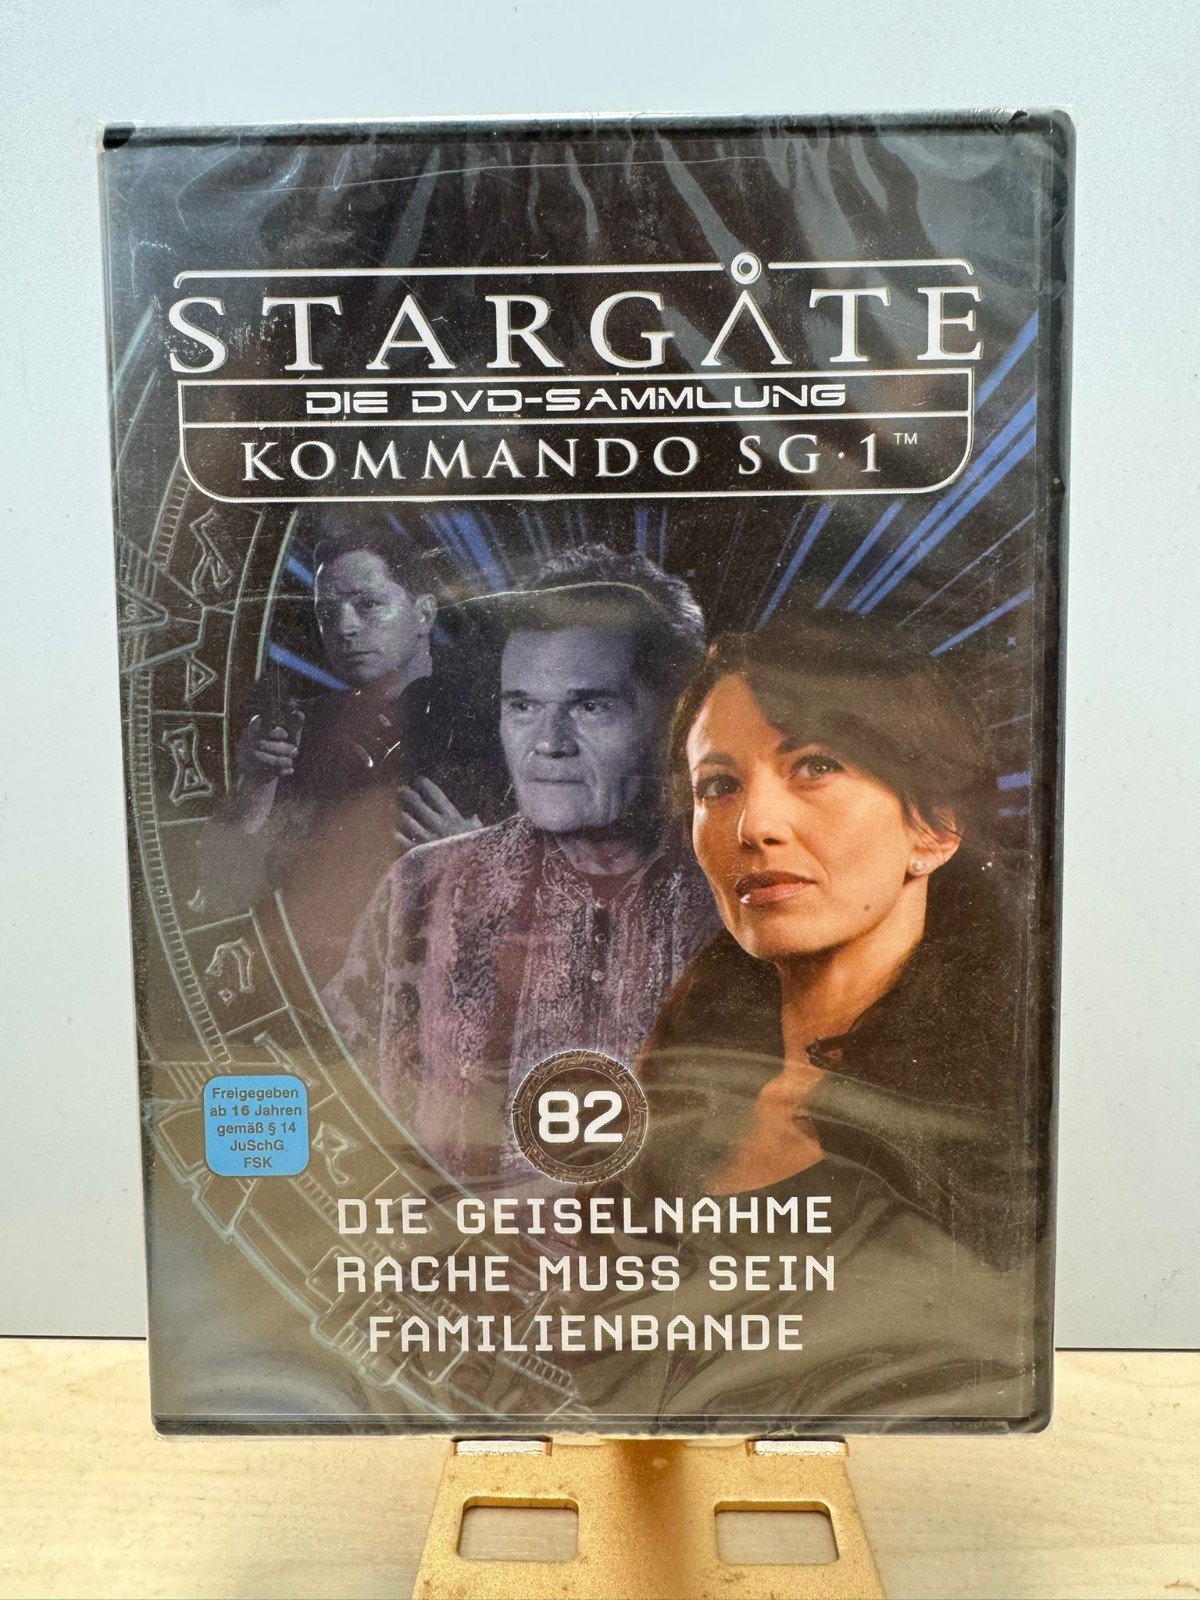 STARGATE
DIE DVD-SAMMLUNG
KOMMANDO SG·1™
Freigegeben
ab 16 Jahren
gemäß § 14
JuSchG
FSK
82
DIE GEISELNAHME
RACHE MUSS SEIN
FAMILIENBANDE